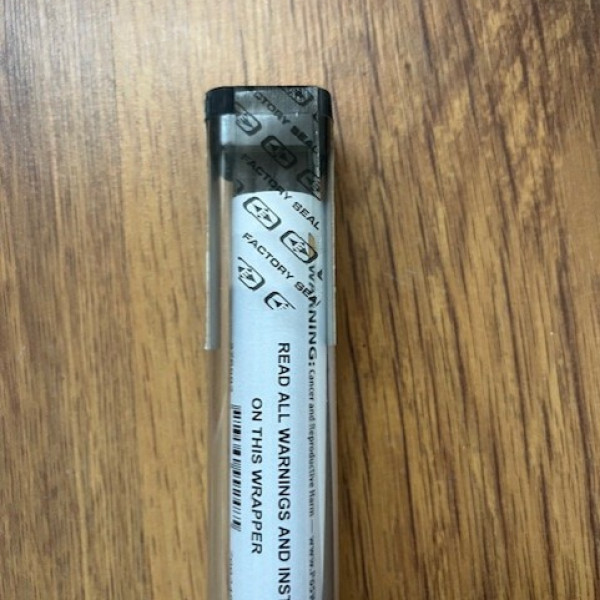 FACTORY SEAL
FACTORY SEAL
FACTORY SEAL
WARNING: Cancer and Reproductive Harm
READ ALL WARNINGS AND INST
ON THIS WRAPPER